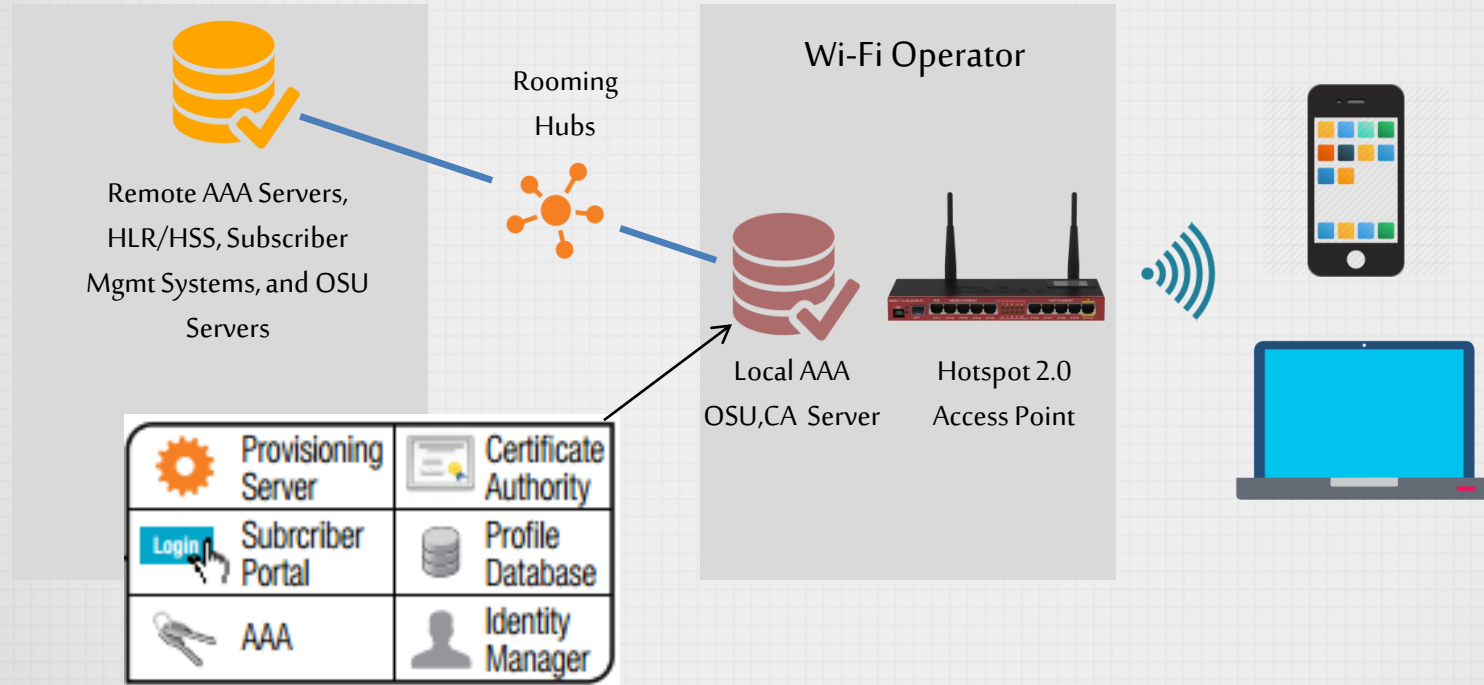 Wi-Fi Operator
Rooming
Hubs
Remote AAA Servers,
HLR/HSS, Subscriber
Mgmt Systems, and OSU
Servers
Local AAA
OSU,CA Server
Hotspot 2.0
Access Point
Provisioning
Server
Certificate
Authority
Login
Subrcriber
Portal
Profile
Database
AAA
Identity
Manager